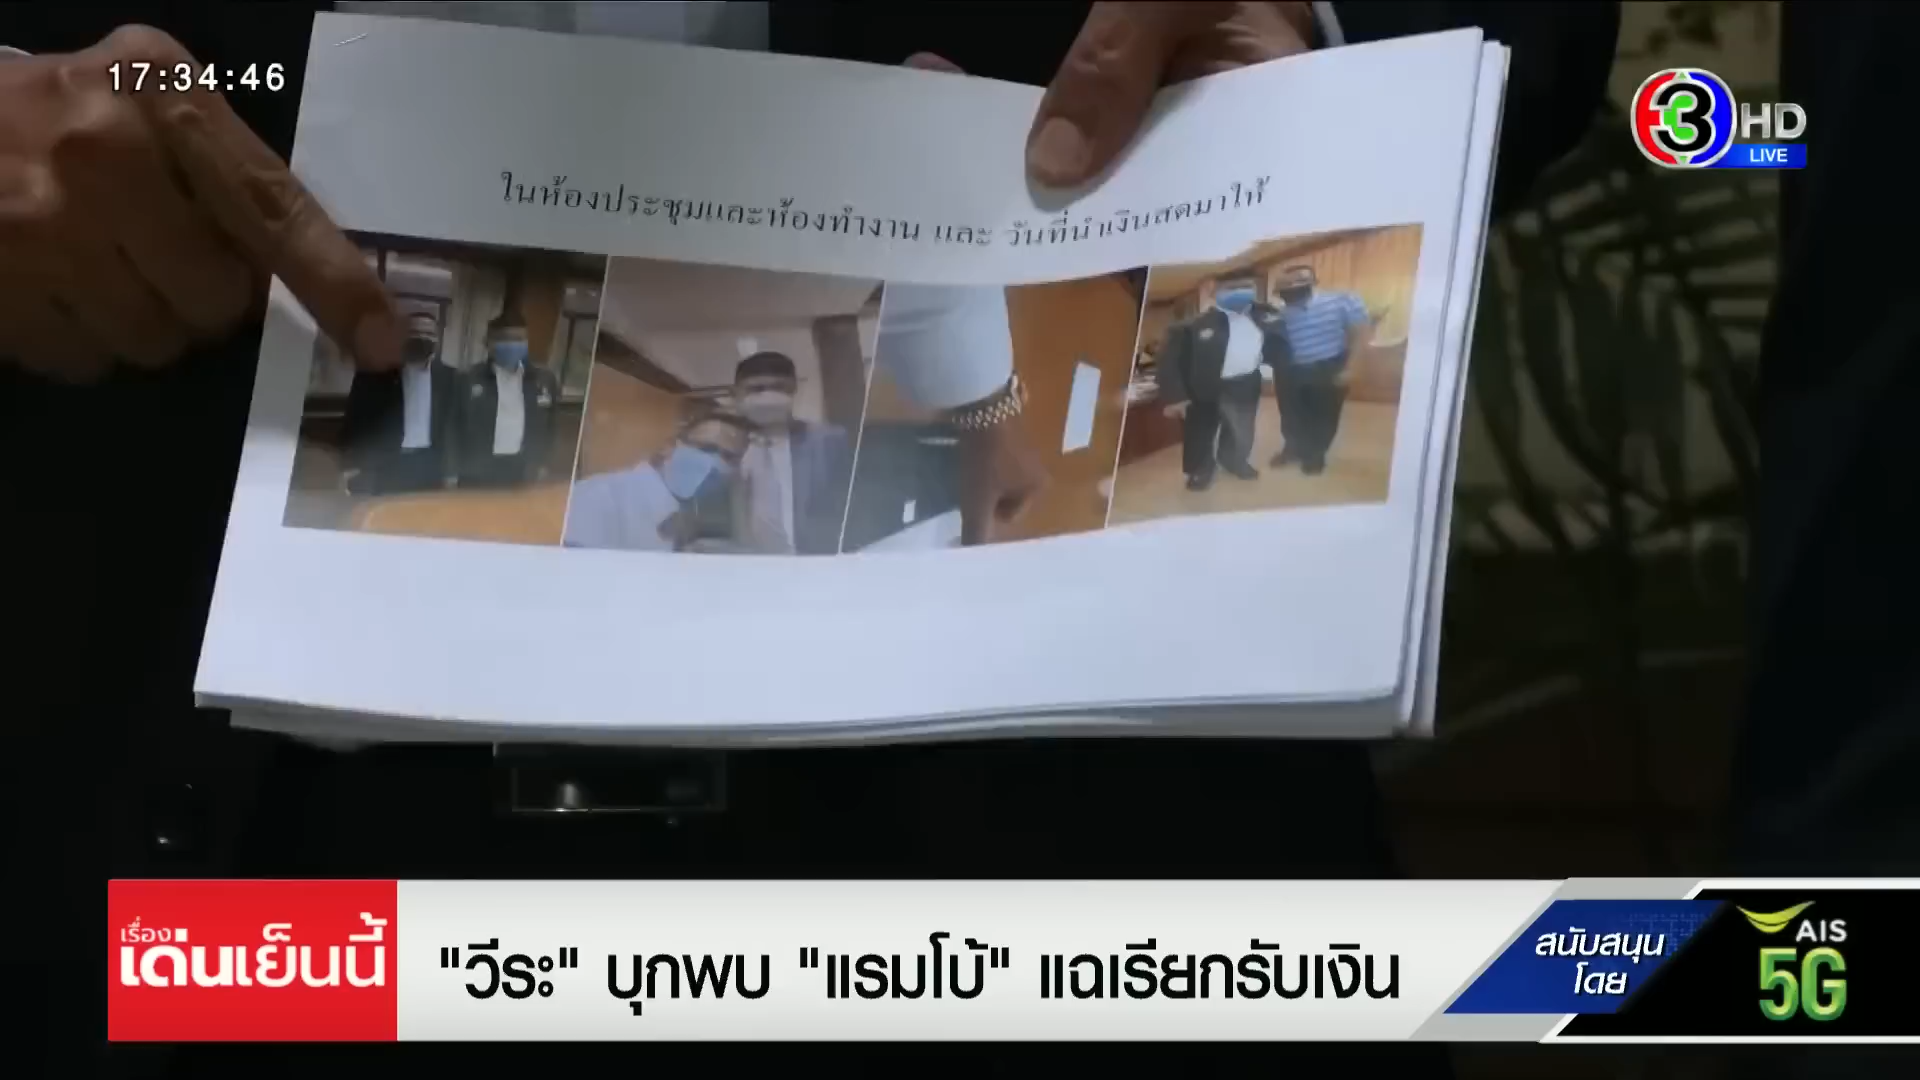 17:34:46
3 HD
LIVE
ในห้องประชุมและห้องทำงาน และ วันที่นำเงินสดมาให้
เรื่อง
เด่นเย็นนี้
"วีระ" บุกพบ "แรมโบ้" แฉเรียกรับเงิน
สนับสนุน
โดย
AIS
5G